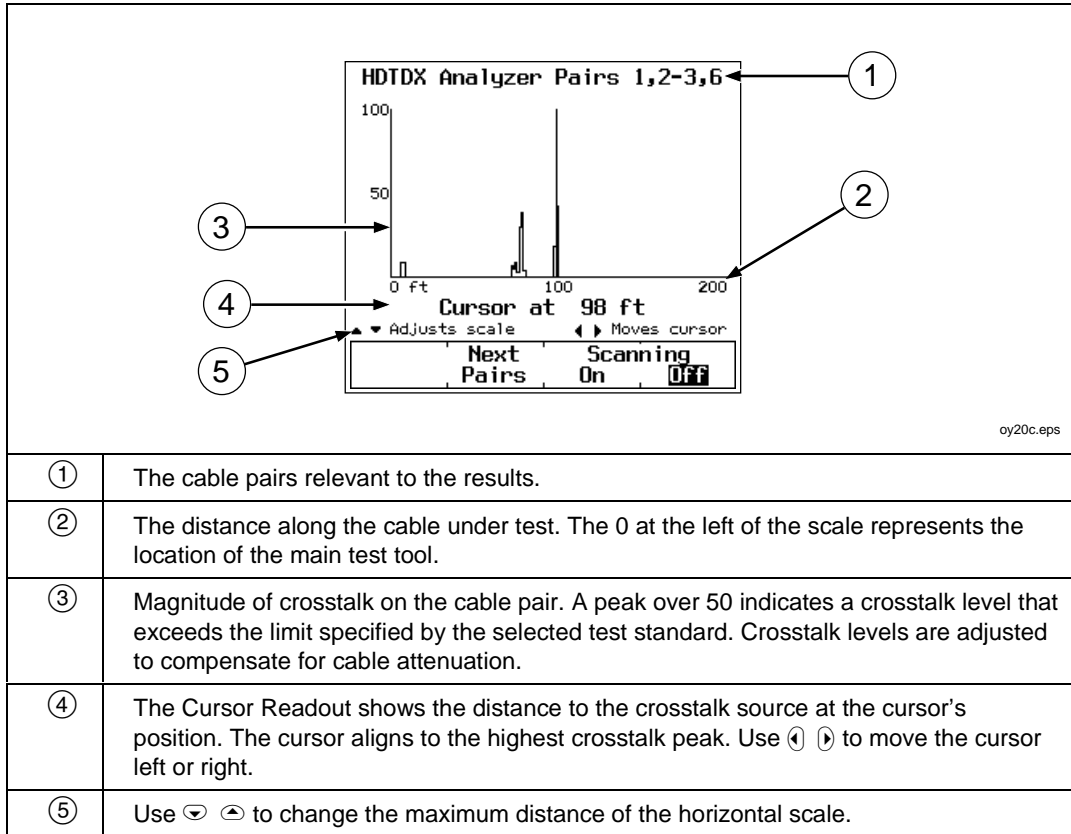 HDTDX Analyzer Pairs 1,2-3,6
1
100
50
2
3
0 ft 100 200
4
Cursor at 98 ft
▲ ▼ Adjusts scale ◀ ▶ Moves cursor
5
Next Scanning
Pairs On Off
oy20c.eps
① The cable pairs relevant to the results.
② The distance along the cable under test. The 0 at the left of the scale represents the
location of the main test tool.
③ Magnitude of crosstalk on the cable pair. A peak over 50 indicates a crosstalk level that
exceeds the limit specified by the selected test standard. Crosstalk levels are adjusted
to compensate for cable attenuation.
④ The Cursor Readout shows the distance to the crosstalk source at the cursor's
position. The cursor aligns to the highest crosstalk peak. Use ◀ ▶ to move the cursor
left or right.
⑤ Use ▼ ▲ to change the maximum distance of the horizontal scale.